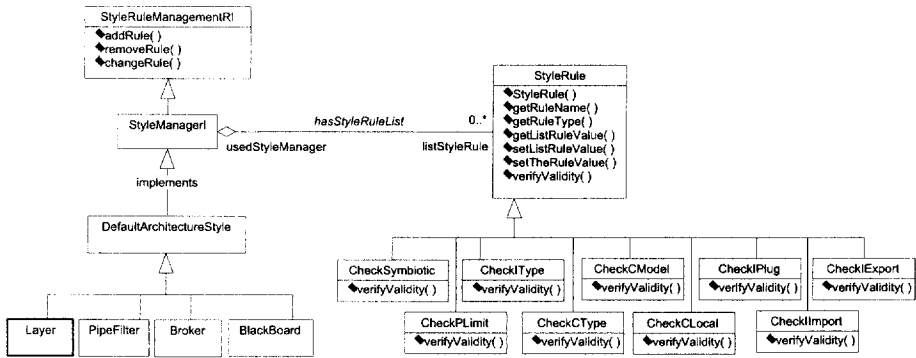 StyleRuleManagementRI
addRule( )
removeRule( )
changeRule( )
StyleManagerI
hasStyleRuleList
0..*
usedStyleManager
listStyleRule
StyleRule
StyleRule( )
getRuleName( )
getRuleType( )
getListRuleValue( )
setListRuleValue( )
setTheRuleValue( )
verifyValidity( )
implements
DefaultArchitectureStyle
Layer
PipeFilter
Broker
BlackBoard
CheckSymbiotic
verifyValidity( )
CheckIType
verifyValidity( )
CheckCModel
verifyValidity( )
CheckIPlug
verifyValidity( )
CheckIExport
verifyValidity( )
CheckPLimit
verifyValidity( )
CheckCType
verifyValidity( )
CheckCLocal
verifyValidity( )
CheckIImport
verifyValidity( )